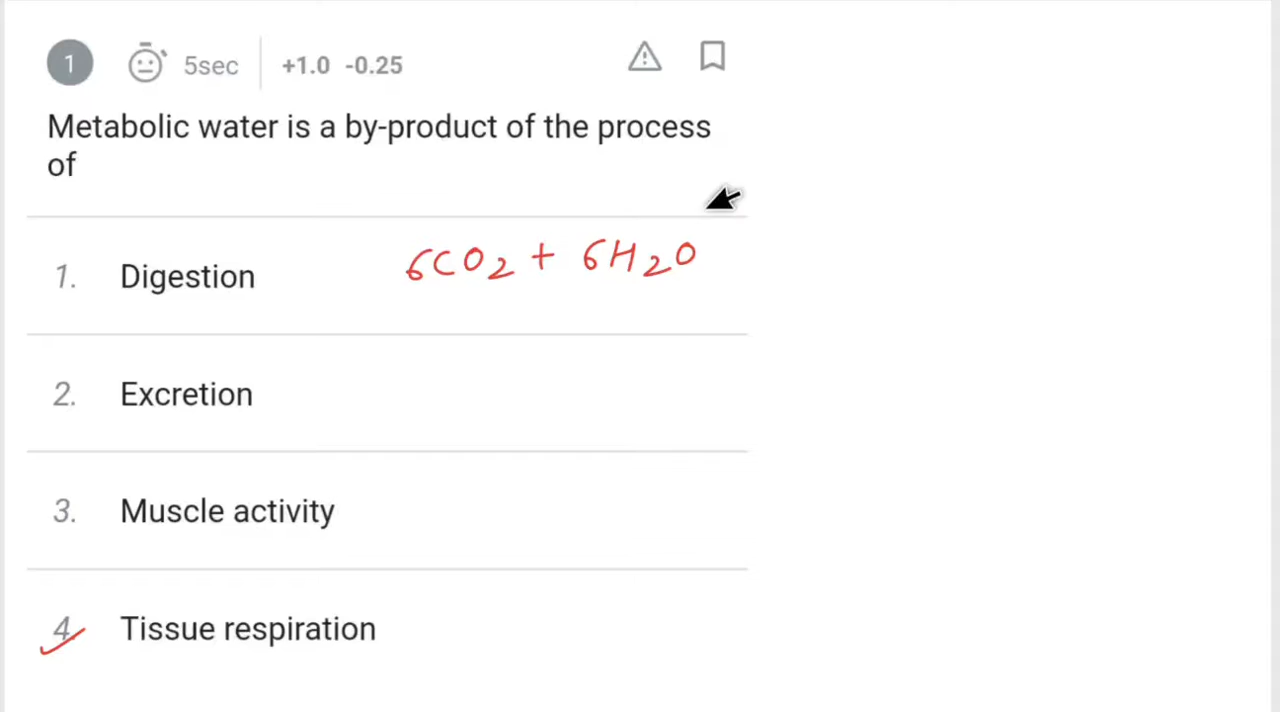 1 5sec +1.0 -0.25
Metabolic water is a by-product of the process
of
1. Digestion
6CO2 + 6H2O
2. Excretion
3. Muscle activity
4. Tissue respiration